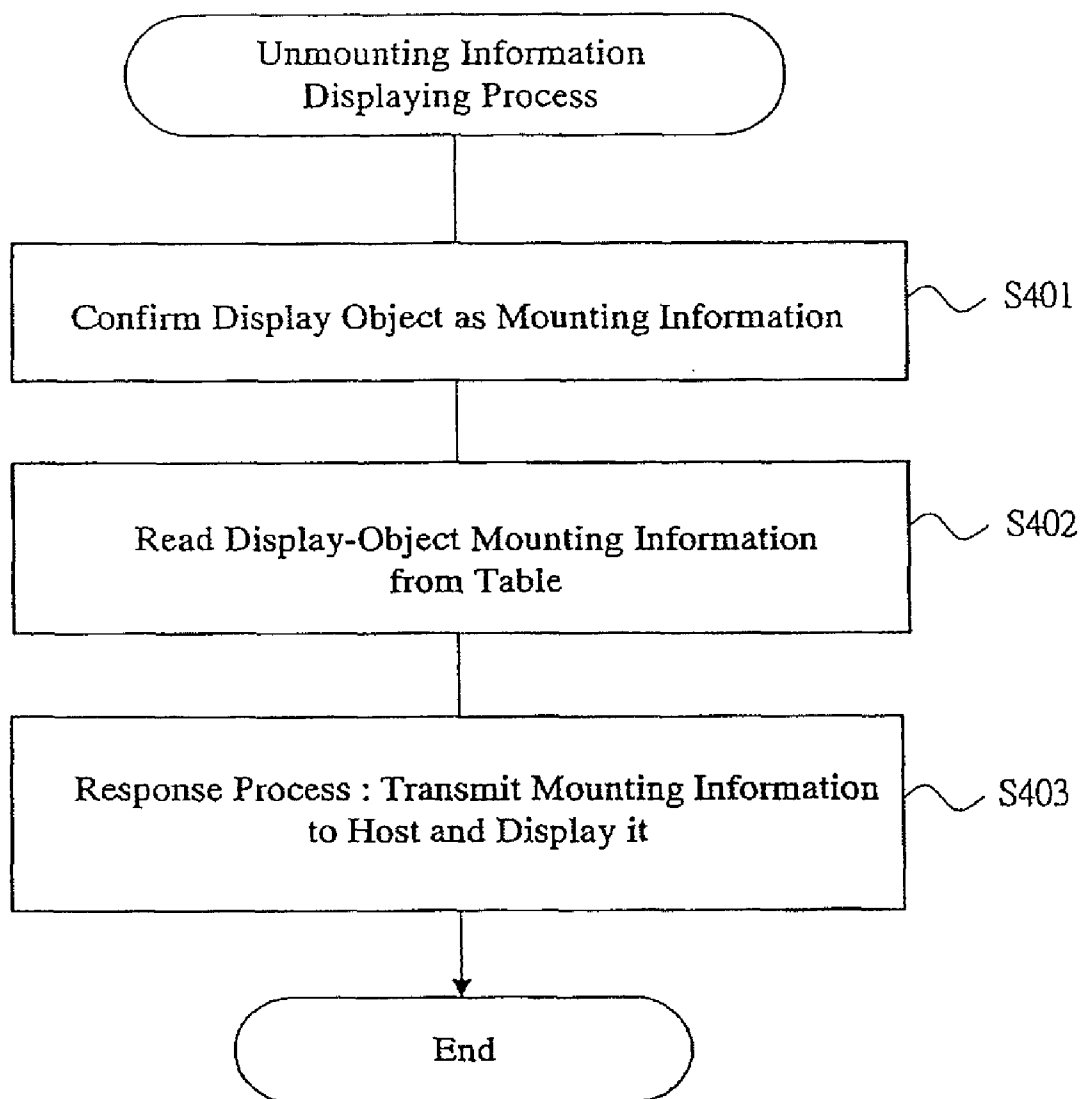 Unmounting Information
Displaying Process
Confirm Display Object as Mounting Information
S401
Read Display-Object Mounting Information
from Table
S402
Response Process : Transmit Mounting Information
to Host and Display it
S403
End